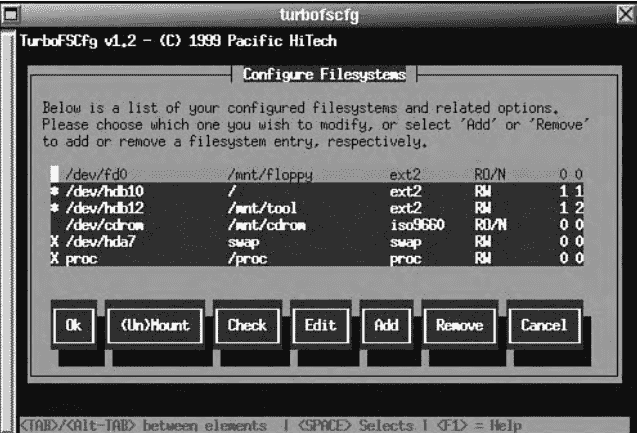 turbofscfg
TurboFSCfg v1.2 - (C) 1999 Pacific HiTech
Configure Filesystems
Below is a list of your configured filesystems and related options.
Please choose which one you wish to modify, or select 'Add' or 'Remove'
to add or remove a filesystem entry, respectively.
/dev/fd0 /mnt/floppy ext2 RO/N 0 0
* /dev/hdb10 / ext2 RW 1 1
* /dev/hdb12 /mnt/tool ext2 RW 1 2
/dev/cdrom /mnt/cdrom iso9660 RO/N 0 0
X /dev/hda7 swap swap RW 0 0
X proc /proc proc RW 0 0
Ok (Un)Mount Check Edit Add Remove Cancel
<TAB>/<Alt-TAB> between elements | <SPACE> Selects | <F1> = Help